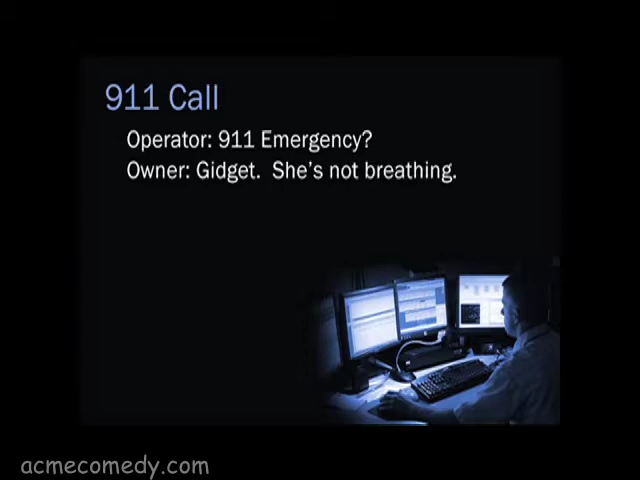 911 Call
Operator: 911 Emergency?
Owner: Gidget.  She's not breathing.
acmecomedy.com